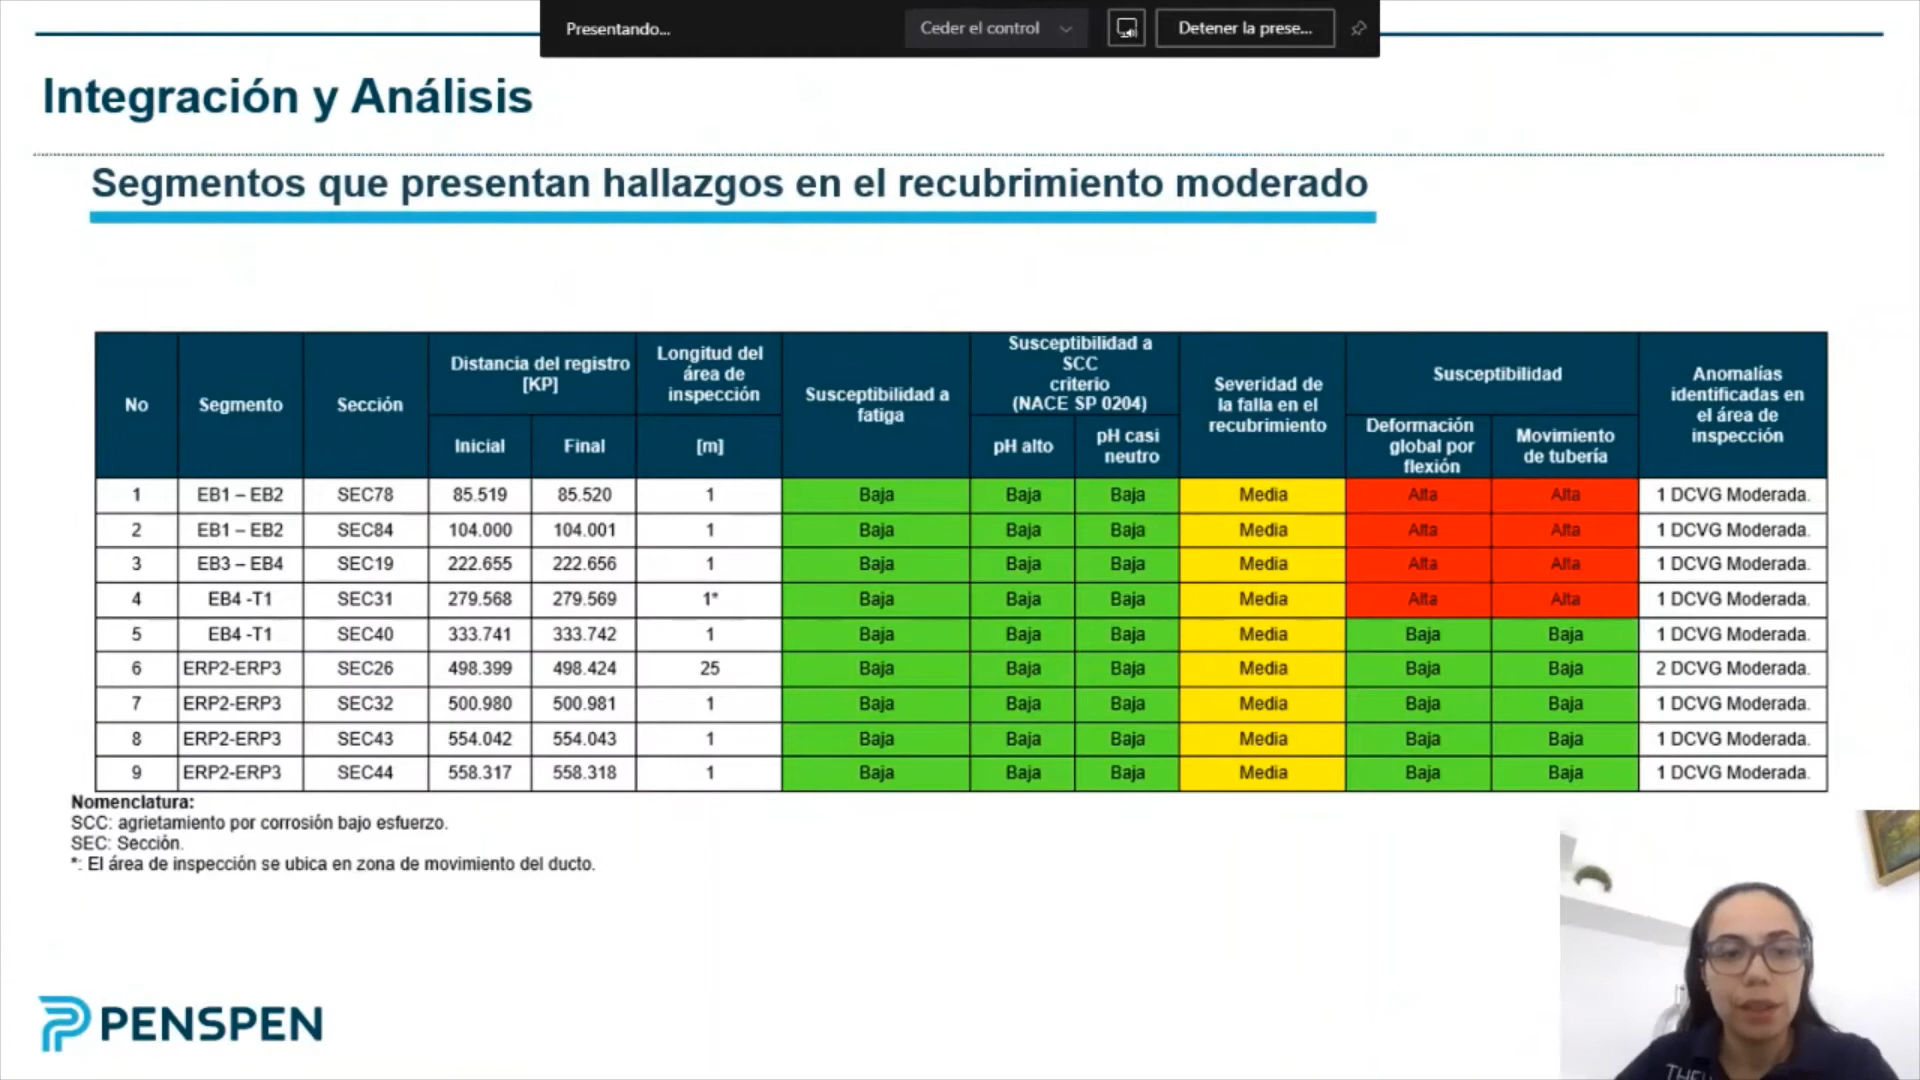 Presentando...
Ceder el control
Detener la prese...
Integración y Análisis
Segmentos que presentan hallazgos en el recubrimiento moderado
No Segmento Sección Distancia del registro [KP] Longitud del área de inspección Susceptibilidad a fatiga Susceptibilidad a SCC criterio (NACE SP 0204) Severidad de la falla en el recubrimiento Susceptibilidad Anomalías identificadas en el área de inspección
Inicial Final [m] pH alto pH casi neutro Deformación global por flexión Movimiento de tubería
1 EB1 – EB2 SEC78 85.519 85.520 1 Baja Baja Baja Media Alta Alta 1 DCVG Moderada.
2 EB1 – EB2 SEC84 104.000 104.001 1 Baja Baja Baja Media Alta Alta 1 DCVG Moderada.
3 EB3 – EB4 SEC19 222.655 222.656 1 Baja Baja Baja Media Alta Alta 1 DCVG Moderada.
4 EB4 -T1 SEC31 279.568 279.569 1* Baja Baja Baja Media Alta Alta 1 DCVG Moderada.
5 EB4 -T1 SEC40 333.741 333.742 1 Baja Baja Baja Media Baja Baja 1 DCVG Moderada.
6 ERP2-ERP3 SEC26 498.399 498.424 25 Baja Baja Baja Media Baja Baja 2 DCVG Moderada.
7 ERP2-ERP3 SEC32 500.980 500.981 1 Baja Baja Baja Media Baja Baja 1 DCVG Moderada.
8 ERP2-ERP3 SEC43 554.042 554.043 1 Baja Baja Baja Media Baja Baja 1 DCVG Moderada.
9 ERP2-ERP3 SEC44 558.317 558.318 1 Baja Baja Baja Media Baja Baja 1 DCVG Moderada.
Nomenclatura:
SCC: agrietamiento por corrosión bajo esfuerzo.
SEC: Sección.
*: El área de inspección se ubica en zona de movimiento del ducto.
PENSPEN